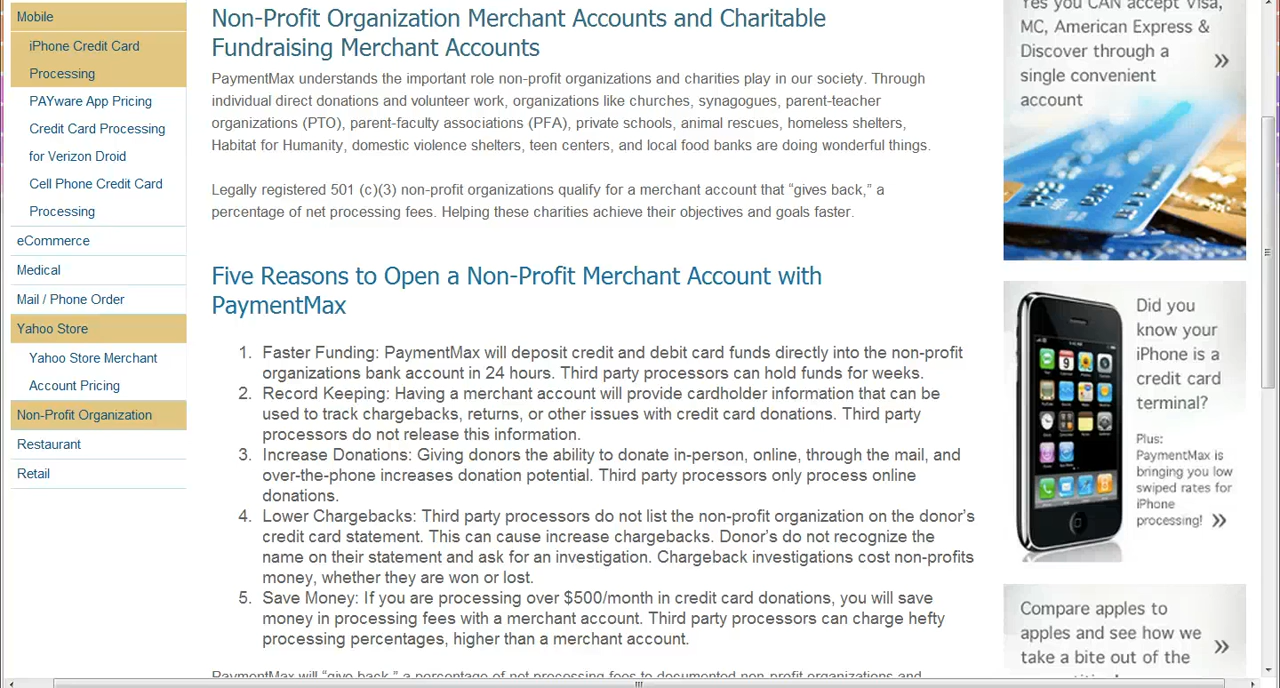 Mobile
iPhone Credit Card
Processing
PAYware App Pricing
Credit Card Processing
for Verizon Droid
Cell Phone Credit Card
Processing
eCommerce
Medical
Mail / Phone Order
Yahoo Store
Yahoo Store Merchant
Account Pricing
Non-Profit Organization
Restaurant
Retail
Non-Profit Organization Merchant Accounts and Charitable
Fundraising Merchant Accounts
PaymentMax understands the important role non-profit organizations and charities play in our society. Through
individual direct donations and volunteer work, organizations like churches, synagogues, parent-teacher
organizations (PTO), parent-faculty associations (PFA), private schools, animal rescues, homeless shelters,
Habitat for Humanity, domestic violence shelters, teen centers, and local food banks are doing wonderful things.
Legally registered 501 (c)(3) non-profit organizations qualify for a merchant account that “gives back,” a
percentage of net processing fees. Helping these charities achieve their objectives and goals faster.
Five Reasons to Open a Non-Profit Merchant Account with
PaymentMax
1. Faster Funding: PaymentMax will deposit credit and debit card funds directly into the non-profit
organizations bank account in 24 hours. Third party processors can hold funds for weeks.
2. Record Keeping: Having a merchant account will provide cardholder information that can be
used to track chargebacks, returns, or other issues with credit card donations. Third party
processors do not release this information.
3. Increase Donations: Giving donors the ability to donate in-person, online, through the mail, and
over-the-phone increases donation potential. Third party processors only process online
donations.
4. Lower Chargebacks: Third party processors do not list the non-profit organization on the donor’s
credit card statement. This can cause increase chargebacks. Donor’s do not recognize the
name on their statement and ask for an investigation. Chargeback investigations cost non-profits
money, whether they are won or lost.
5. Save Money: If you are processing over $500/month in credit card donations, you will save
money in processing fees with a merchant account. Third party processors can charge hefty
processing percentages, higher than a merchant account.
PaymentMax will “give back,” a percentage of net processing fees to documented non-profit organizations and
Yes you CAN accept Visa,
MC, American Express &
Discover through a
single convenient
account
Did you
know your
iPhone is a
credit card
terminal?
Plus:
PaymentMax is
bringing you low
swiped rates for
iPhone
processing!
Compare apples to
apples and see how we
take a bite out of the